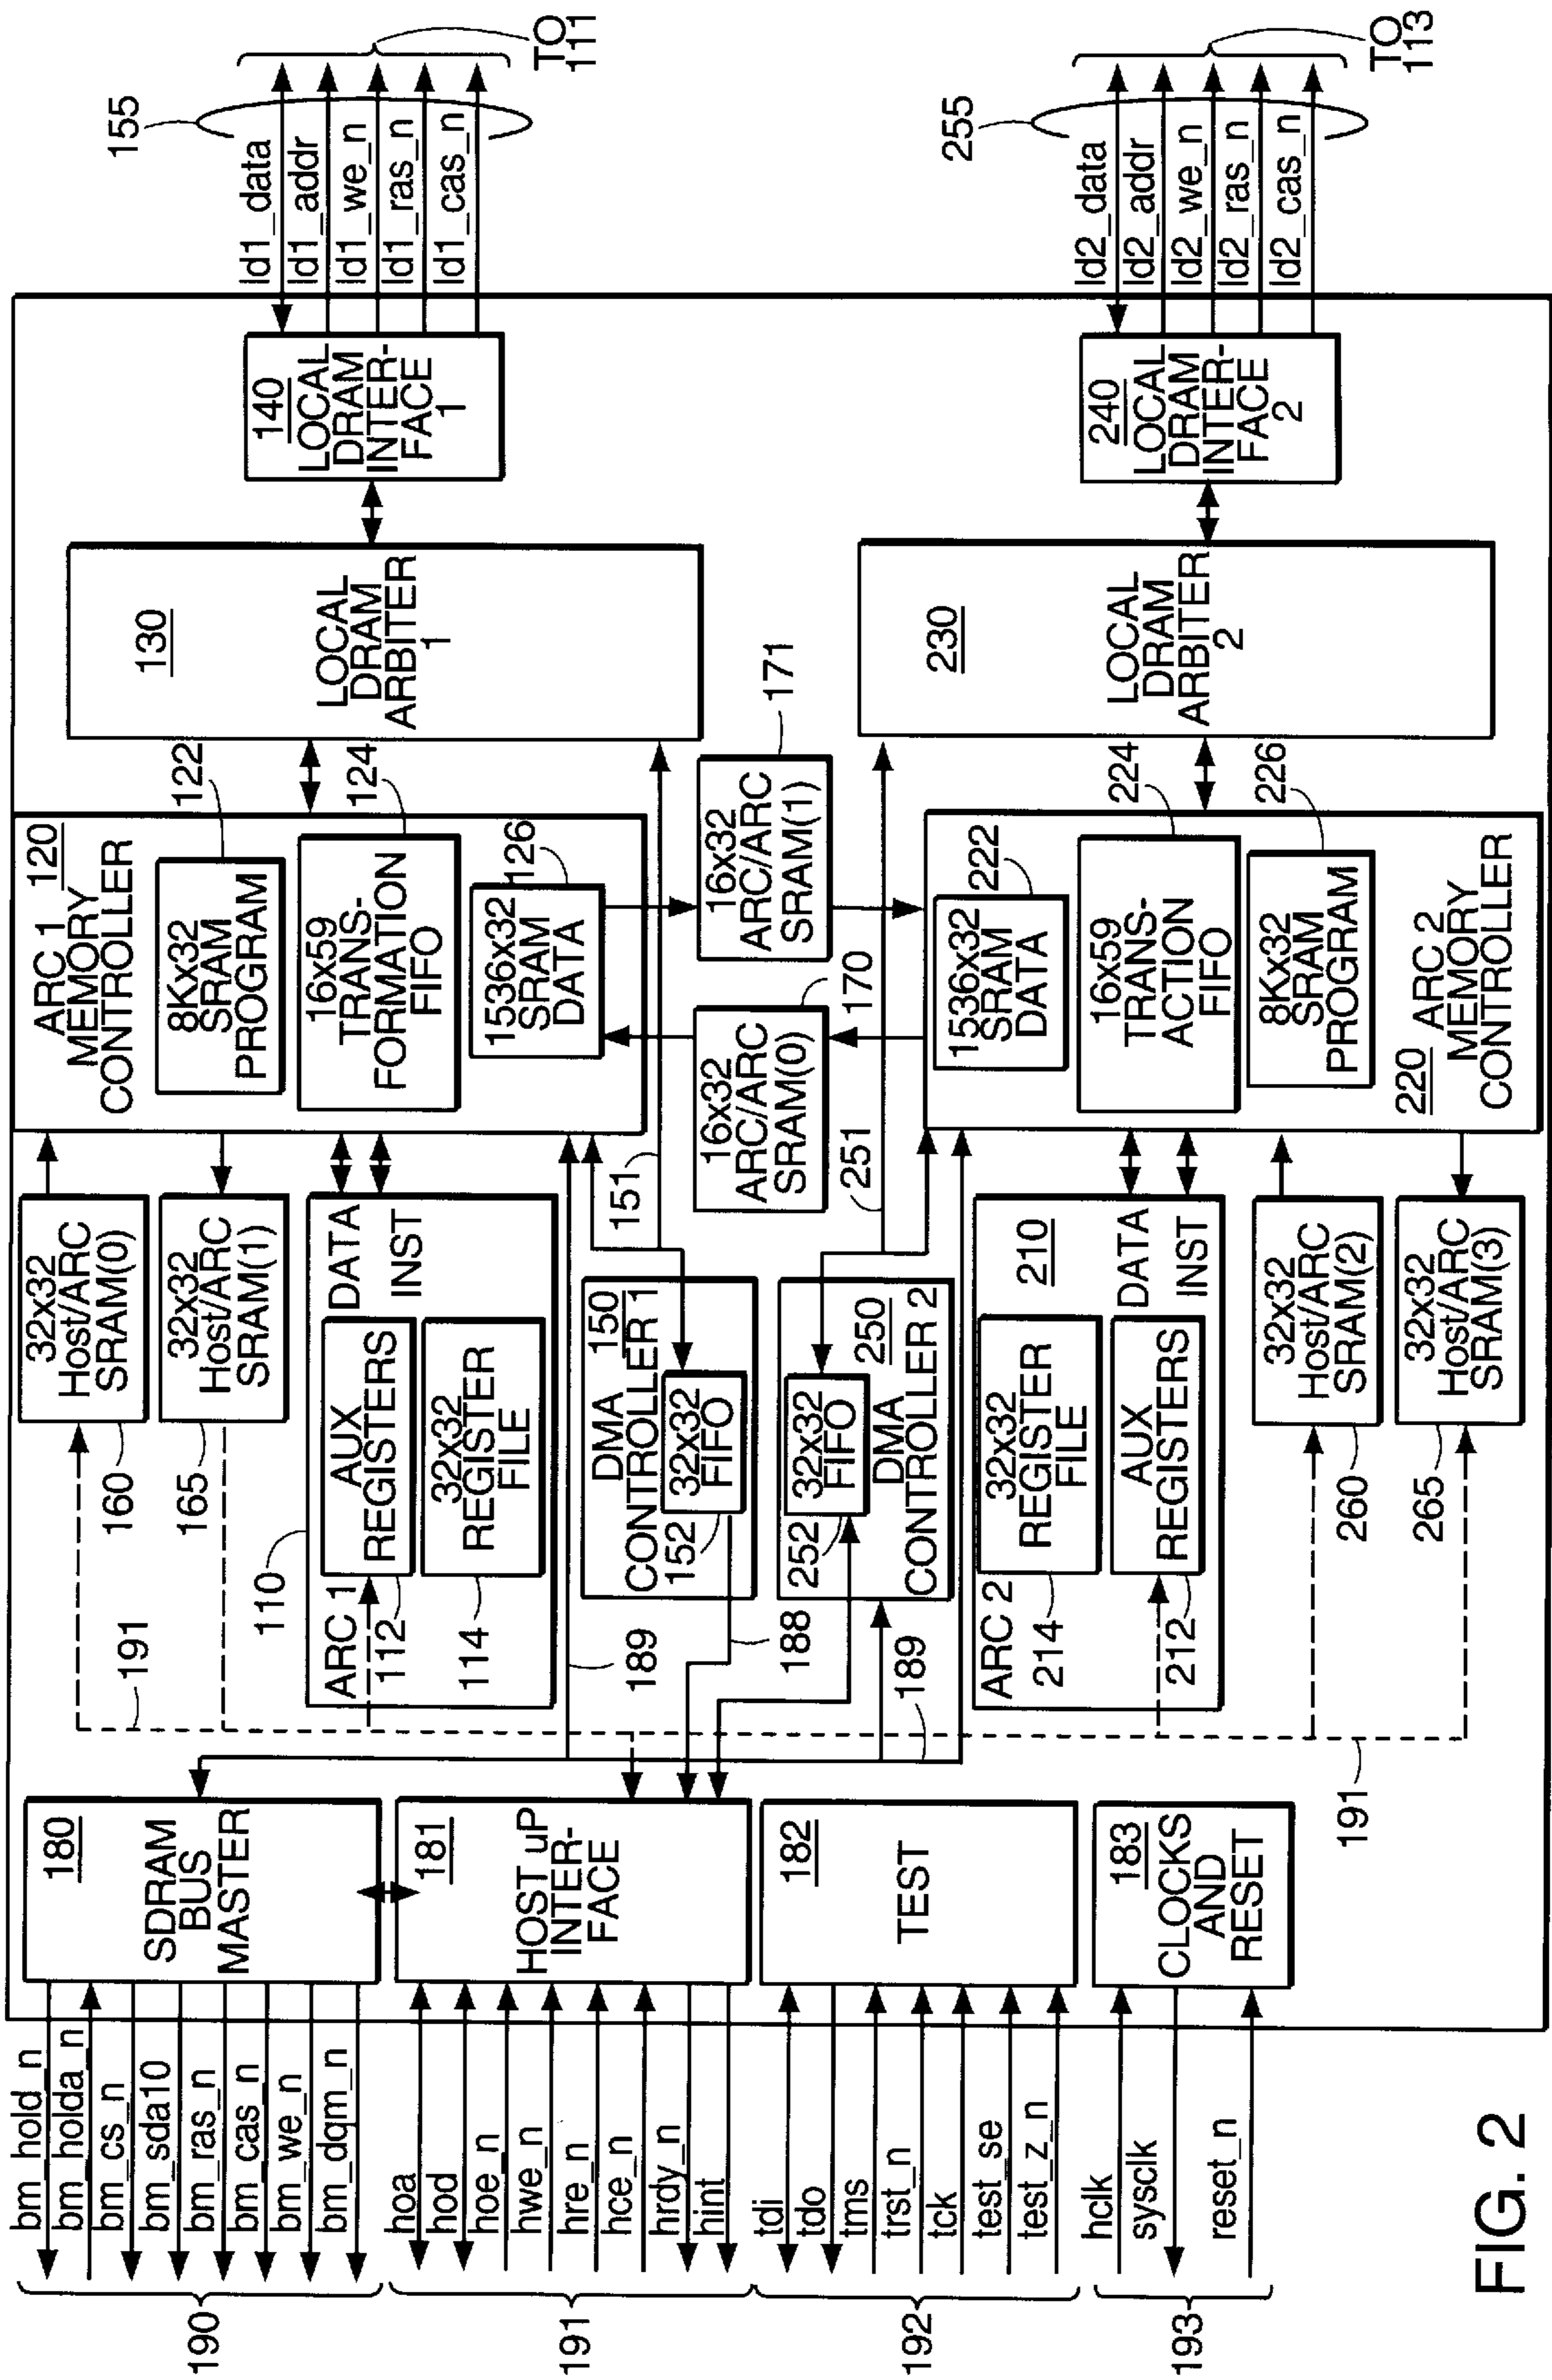 bm_hold_n
bm_holda_n
bm_cs_n
bm_sda10
bm_ras_n
bm_cas_n
bm_we_n
bm_dqm_n
190
hoa
hod
hoe_n
hwe_n
hre_n
hce_n
hrdy_n
hint
191
tdi
tdo
tms
trst_n
tck
test_se
test_z_n
192
hclk
sysclk
reset_n
193
180
SDRAM
BUS
MASTER
181
HOST uP
INTER-
FACE
182
TEST
183
CLOCKS
AND
RESET
191
191
189
188
189
32x32
Host/ARC
SRAM(0)
160
32x32
Host/ARC
SRAM(1)
165
110
ARC 1
AUX
REGISTERS
112
32x32
REGISTER
FILE
114
DATA
INST
DMA
CONTROLLER 1
150
32x32
FIFO
152
32x32
FIFO
252
250
DMA
CONTROLLER 2
210
ARC 2
32x32
REGISTER
FILE
214
AUX
REGISTERS
212
DATA
INST
32x32
Host/ARC
SRAM(2)
260
32x32
Host/ARC
SRAM(3)
265
ARC 1 120
MEMORY
CONTROLLER
8Kx32
SRAM
PROGRAM
122
16x59
TRANS-
FORMATION
FIFO
124
1536x32
SRAM
DATA
126
151
16x32
ARC/ARC
SRAM(0)
170
16x32
ARC/ARC
SRAM(1)
171
251
1536x32
SRAM
DATA
222
16x59
TRANS-
ACTION
FIFO
224
8Kx32
SRAM
PROGRAM
226
220 ARC 2
MEMORY
CONTROLLER
130
LOCAL
DRAM
ARBITER
1
230
LOCAL
DRAM
ARBITER
2
140
LOCAL
DRAM
INTER-
FACE
1
240
LOCAL
DRAM
INTER-
FACE
2
155
ld1_data
ld1_addr
ld1_we_n
ld1_ras_n
ld1_cas_n
TO
111
255
ld2_data
ld2_addr
ld2_we_n
ld2_ras_n
ld2_cas_n
TO
113
FIG. 2